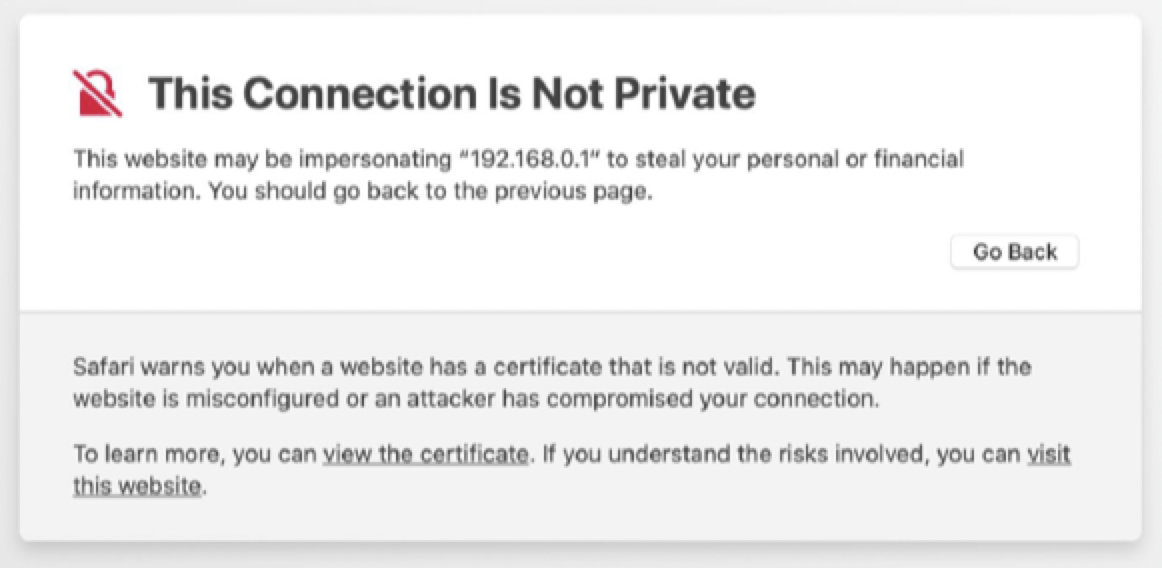 This Connection Is Not Private
This website may be impersonating “192.168.0.1” to steal your personal or financial
information. You should go back to the previous page.
Go Back
Safari warns you when a website has a certificate that is not valid. This may happen if the
website is misconfigured or an attacker has compromised your connection.
To learn more, you can view the certificate. If you understand the risks involved, you can visit
this website.